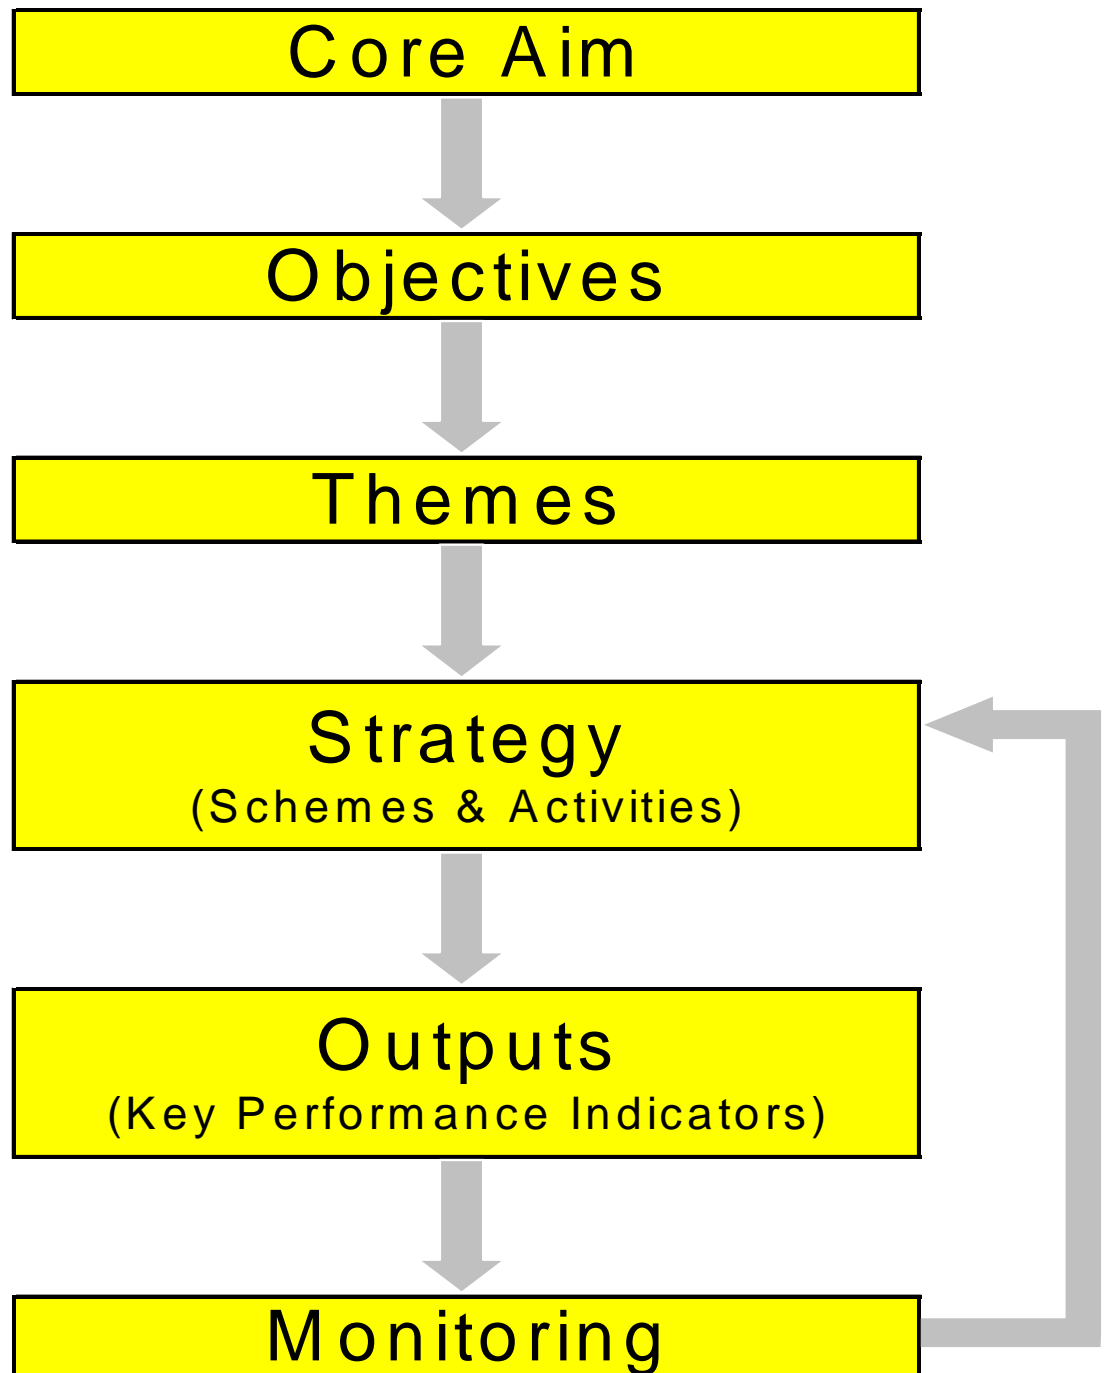 Core Aim
Objectives
Themes
Strategy
(Schemes & Activities)
Outputs
(Key Performance Indicators)
Monitoring